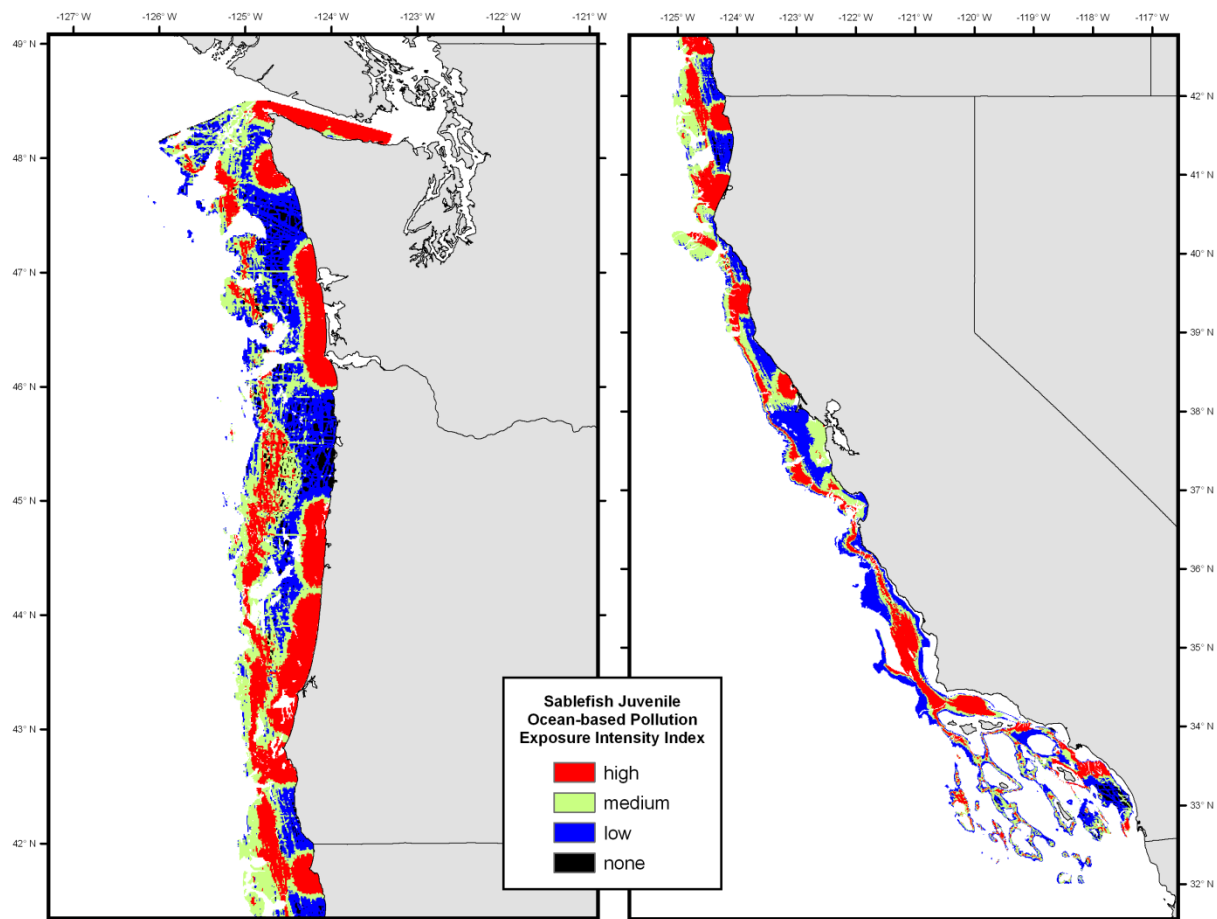 -127° W -126° W -125° W -124° W -123° W -122° W -121° W
49° N
48° N
47° N
46° N
45° N
44° N
43° N
42° N
-125° W -124° W -123° W -122° W -121° W -120° W -119° W -118° W -117° W
42° N
41° N
40° N
39° N
38° N
37° N
36° N
35° N
34° N
33° N
32° N
Sablefish Juvenile
Ocean-based Pollution
Exposure Intensity Index
high
medium
low
none